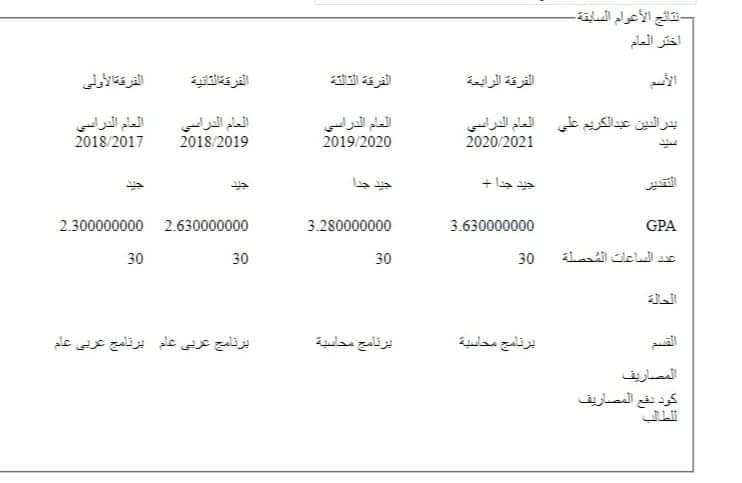 نتائج الأعوام السابقة
اختر العام
الأسم الفرقة الرابعة الفرقة الثالثة الفرقةالثانية الفرقةالأولى
بدرالدين عبدالكريم علي العام الدراسي العام الدراسي العام الدراسي العام الدراسي
سيد 2020/2021 2019/2020 2018/2019 2018/2017
التقدير جيد جدا + جيد جدا جيد جيد
GPA 3.630000000 3.280000000 2.630000000 2.300000000
عدد الساعات المُحصلة 30 30 30 30
الحالة
القسم برنامج محاسبة برنامج محاسبة برنامج عربى عام برنامج عربى عام
المصاريف
كود دفع المصاريف
للطالب